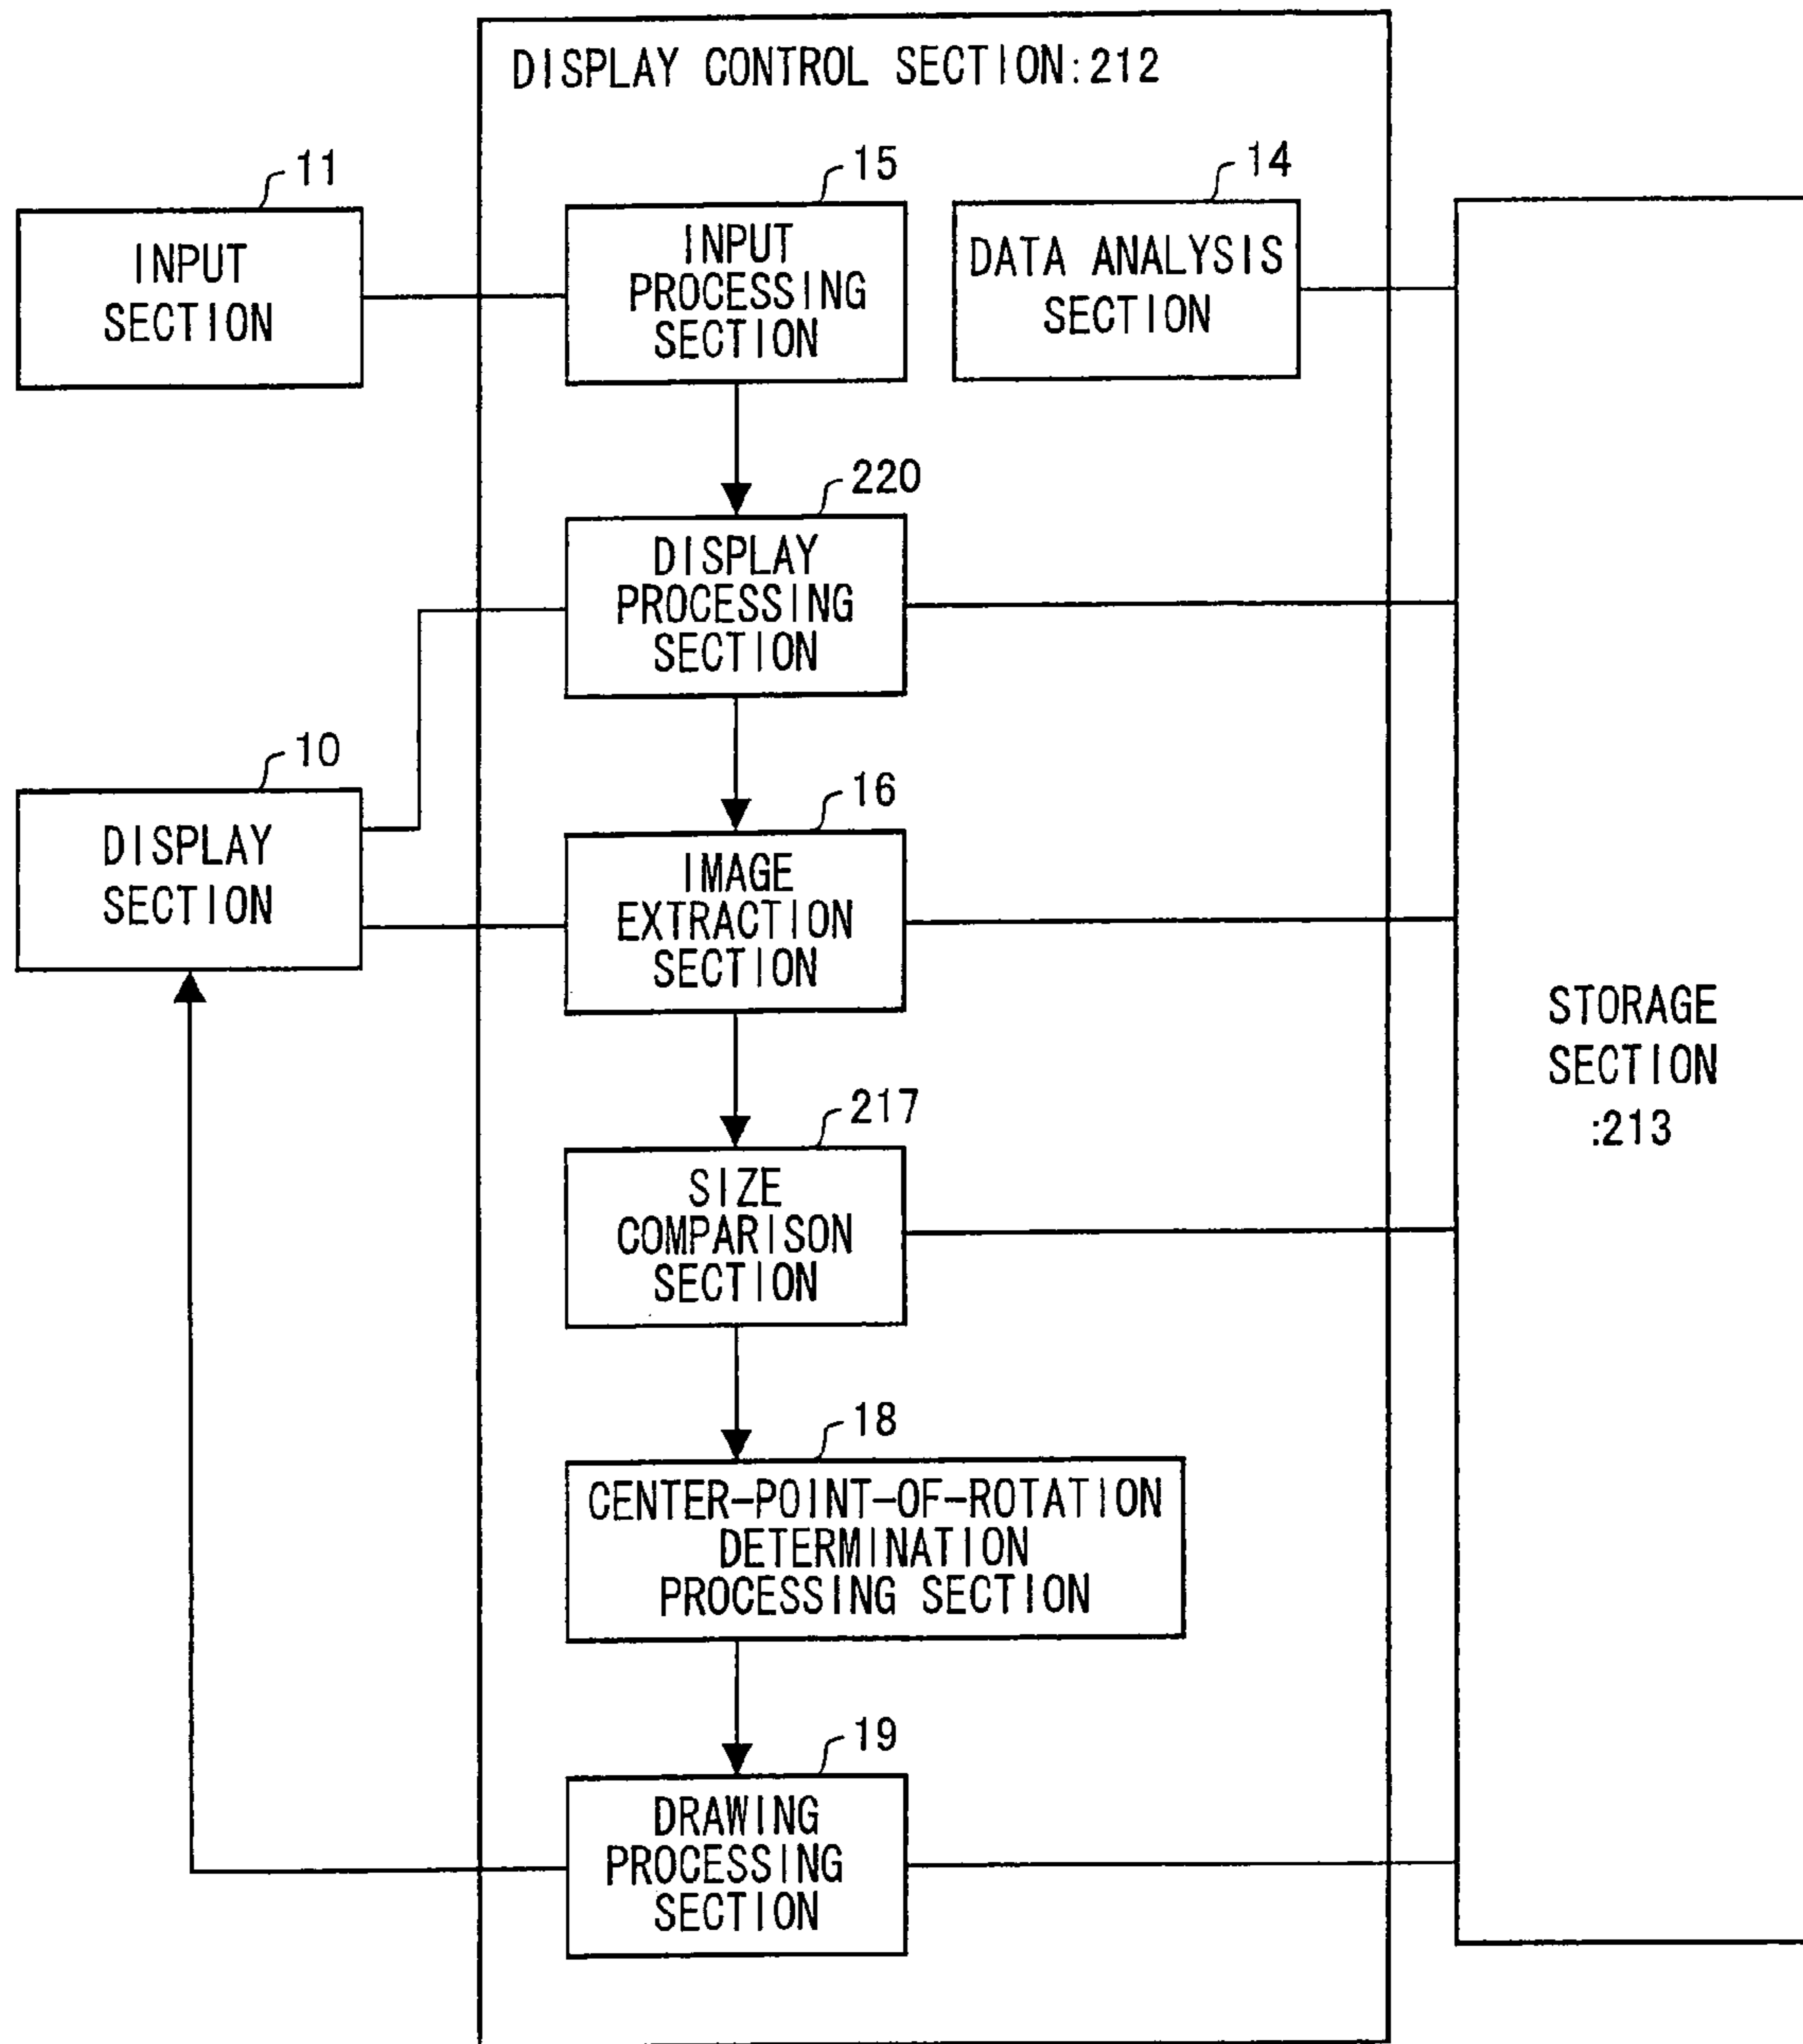 DISPLAY CONTROL SECTION:212
11
INPUT
SECTION
15
INPUT
PROCESSING
SECTION
14
DATA ANALYSIS
SECTION
220
DISPLAY
PROCESSING
SECTION
10
DISPLAY
SECTION
16
IMAGE
EXTRACTION
SECTION
STORAGE
SECTION
:213
217
SIZE
COMPARISON
SECTION
18
CENTER-POINT-OF-ROTATION
DETERMINATION
PROCESSING SECTION
19
DRAWING
PROCESSING
SECTION